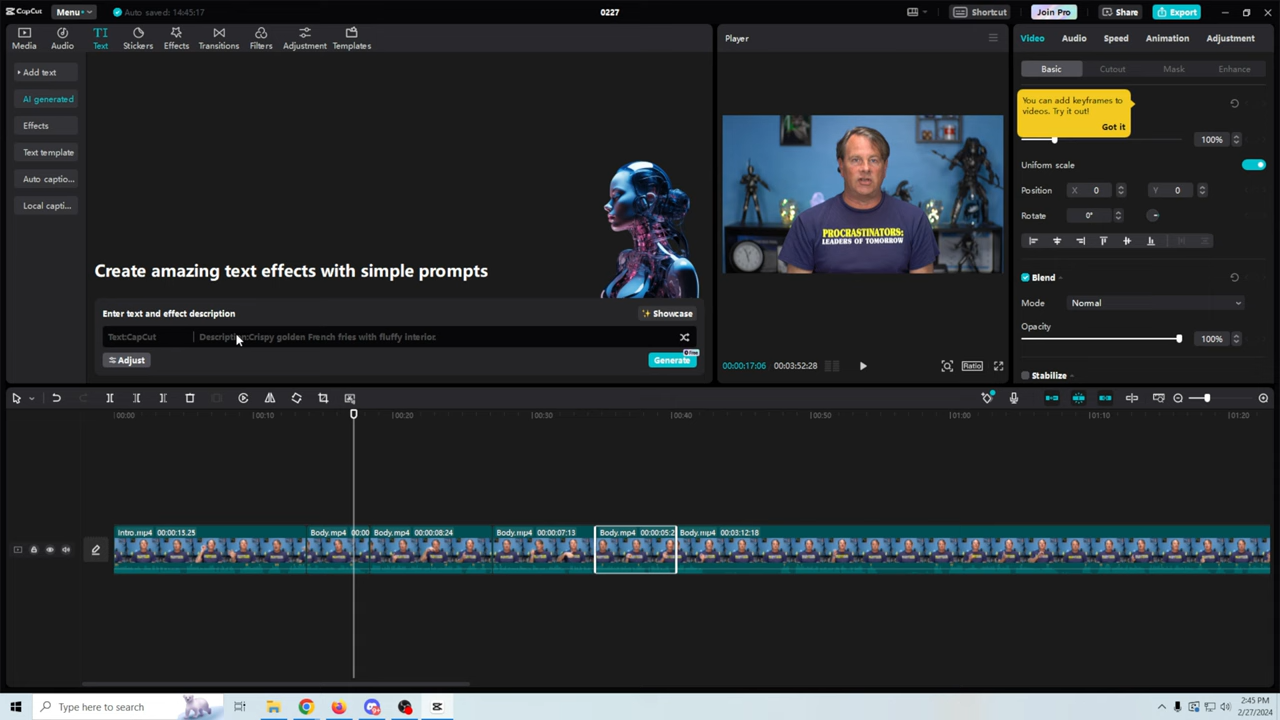 CapCut Menu Auto saved: 14:45:17 0227 Shortcut Join Pro Share Export
Media Audio Text Stickers Effects Transitions Filters Adjustment Templates
TI
Add text
AI generated
Effects
Text template
Auto captio...
Local capti...
Create amazing text effects with simple prompts
Enter text and effect description Showcase
Text:CapCut Description:Crispy golden French fries with fluffy interior
Adjust Free Generate
Player
PROCRASTINATORS:
LEADERS OF TOMORROW
00:00:17:06 00:03:52:28 Ratio
Video Audio Speed Animation Adjustment
Basic Cutout Mask Enhance
You can add keyframes to
videos. Try it out!
Got it
100%
Uniform scale
Position X 0 Y 0
Rotate 0°
Blend
Mode Normal
Opacity
100%
Stabilize
00:00 00:10 00:20 00:30 00:40 00:50 01:00 01:10 01:20
Intro.mp4 00:00:15.25 Body.mp4 00:00 Body.mp4 00:00:08:24 Body.mp4 00:00:07:13 Body.mp4 00:00:05:2 Body.mp4 00:03:12:18
Type here to search
2:45 PM
2/27/2024